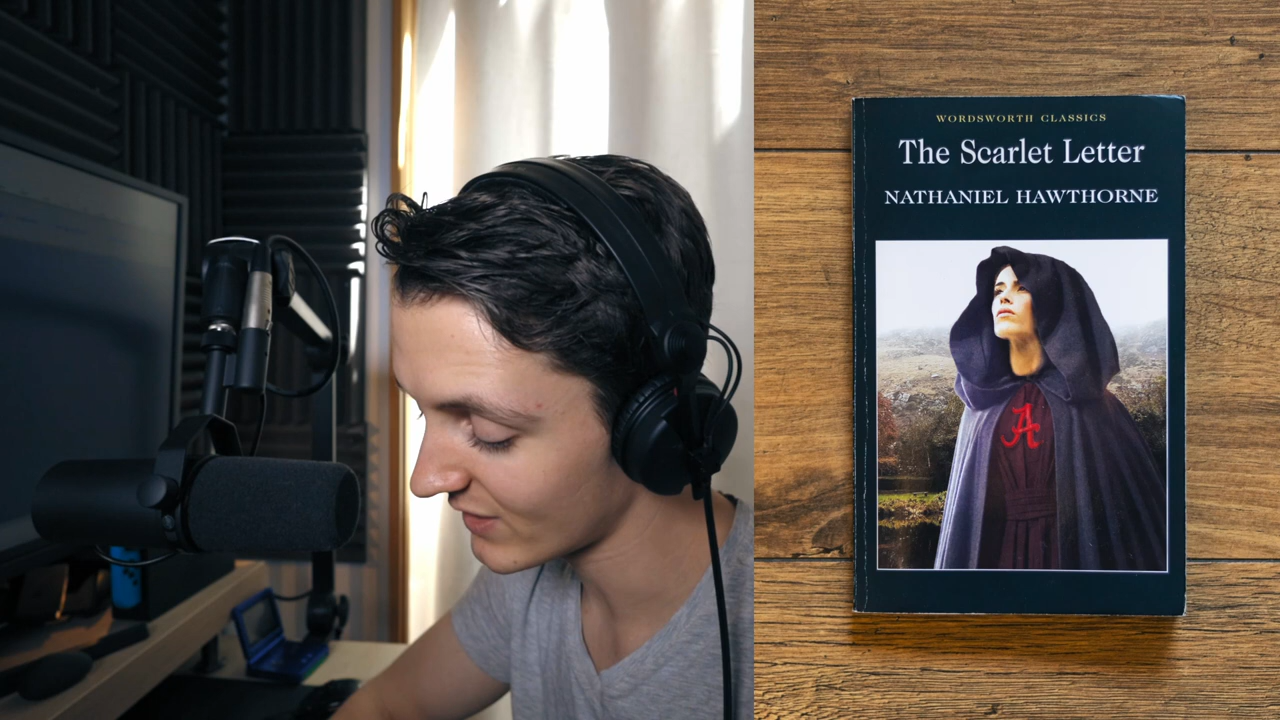 WORDSWORTH CLASSICS
The Scarlet Letter
NATHANIEL HAWTHORNE
A